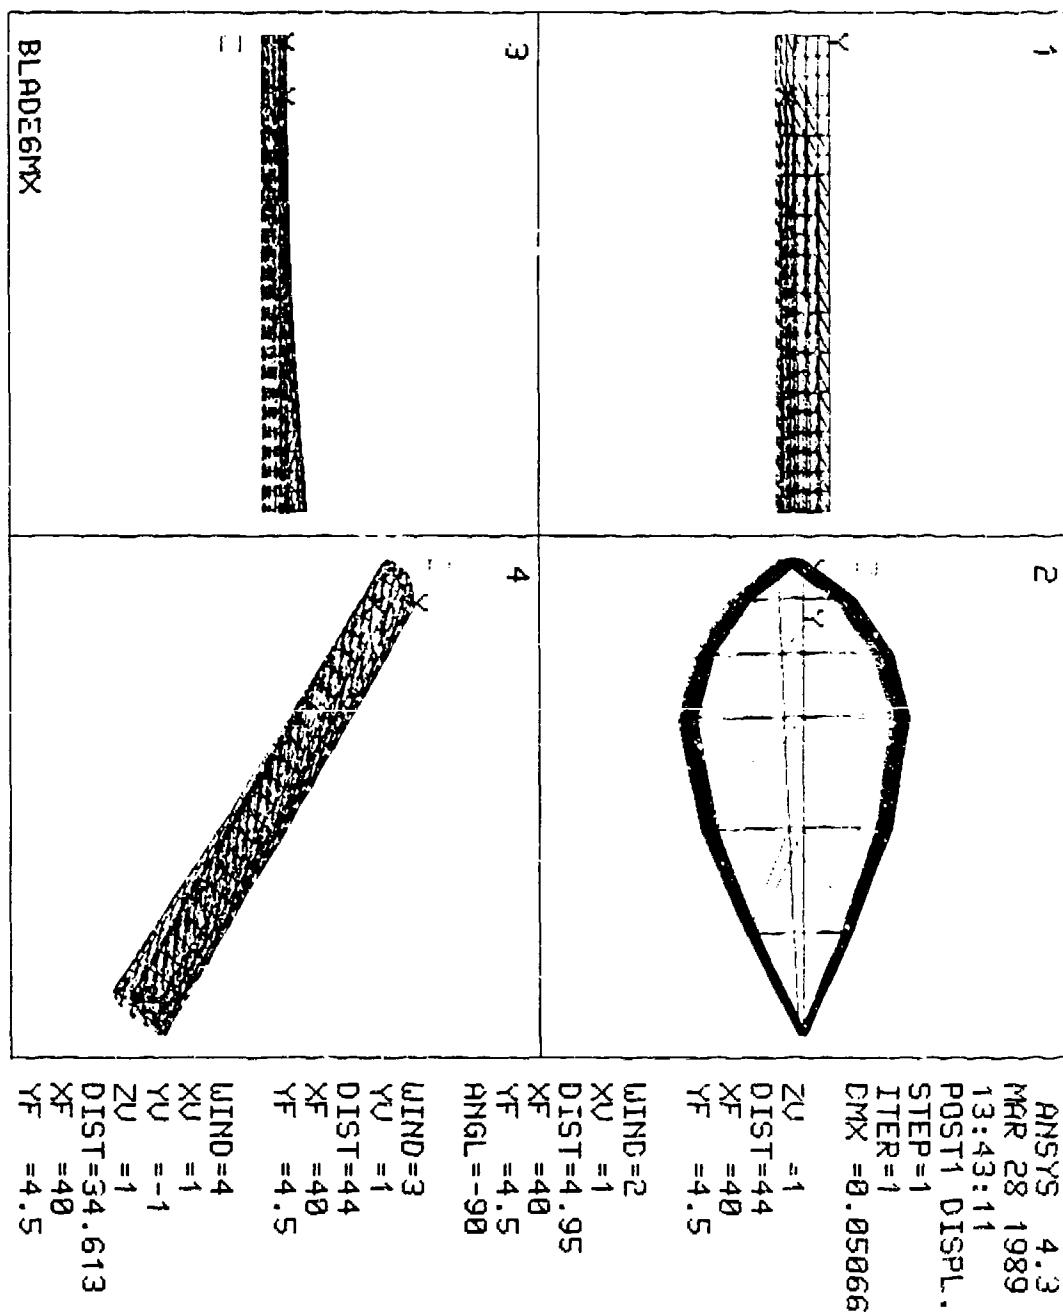 1
2
3
4
BLADE6MX
ANSYS 4.3
MAR 28 1989
13:43:11
POST1 DISPL.
STEP=1
ITER=1
DMX =0.05066
ZV =1
DIST=44
XF =40
YF =4.5
WIND=2
XV =1
DIST=4.95
XF =40
YF =4.5
ANGL=-90
WIND=3
YV =1
DIST=44
XF =40
YF =4.5
WIND=4
XV =1
YV =-1
ZV =1
DIST=34.613
XF =40
YF =4.5